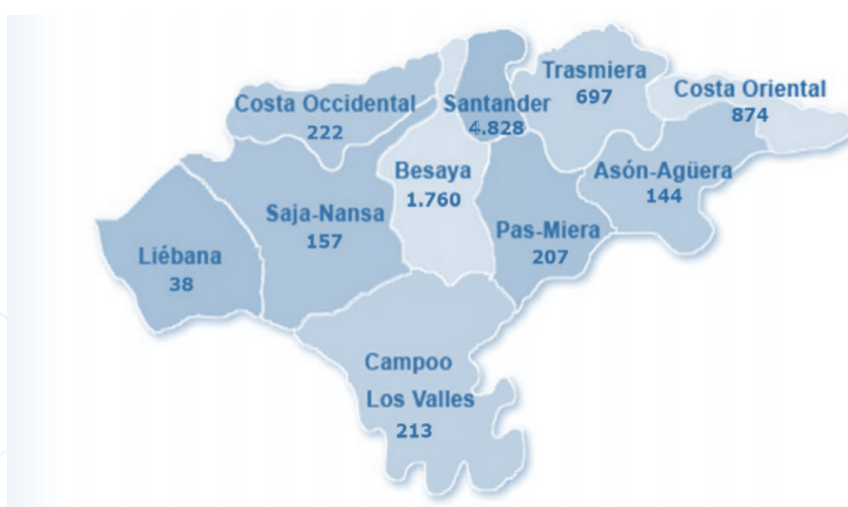 Trasmiera
697
Costa Oriental
874
Costa Occidental
222
Santander
4.828
Besaya
1.760
Asón-Agüera
144
Saja-Nansa
157
Pas-Miera
207
Liébana
38
Campoo
Los Valles
213